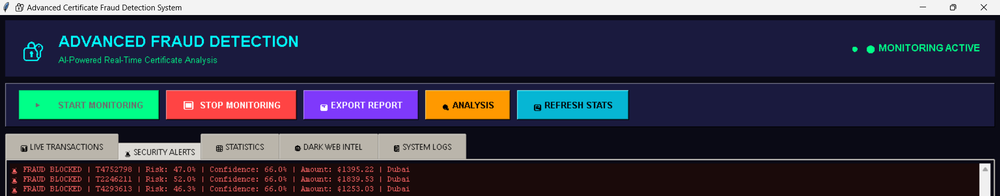 Advanced Certificate Fraud Detection System
ADVANCED FRAUD DETECTION
AI-Powered Real-Time Certificate Analysis
MONITORING ACTIVE
START MONITORING
STOP MONITORING
EXPORT REPORT
ANALYSIS
REFRESH STATS
LIVE TRANSACTIONS
SECURITY ALERTS
STATISTICS
DARK WEB INTEL
SYSTEM LOGS
FRAUD BLOCKED | T4752798 | Risk: 47.0% | Confidence: 66.0% | Amount: $1395.22 | Dubai
FRAUD BLOCKED | T2246211 | Risk: 52.0% | Confidence: 66.0% | Amount: $1839.53 | Dubai
FRAUD BLOCKED | T4293613 | Risk: 46.3% | Confidence: 66.0% | Amount: $1253.03 | Dubai